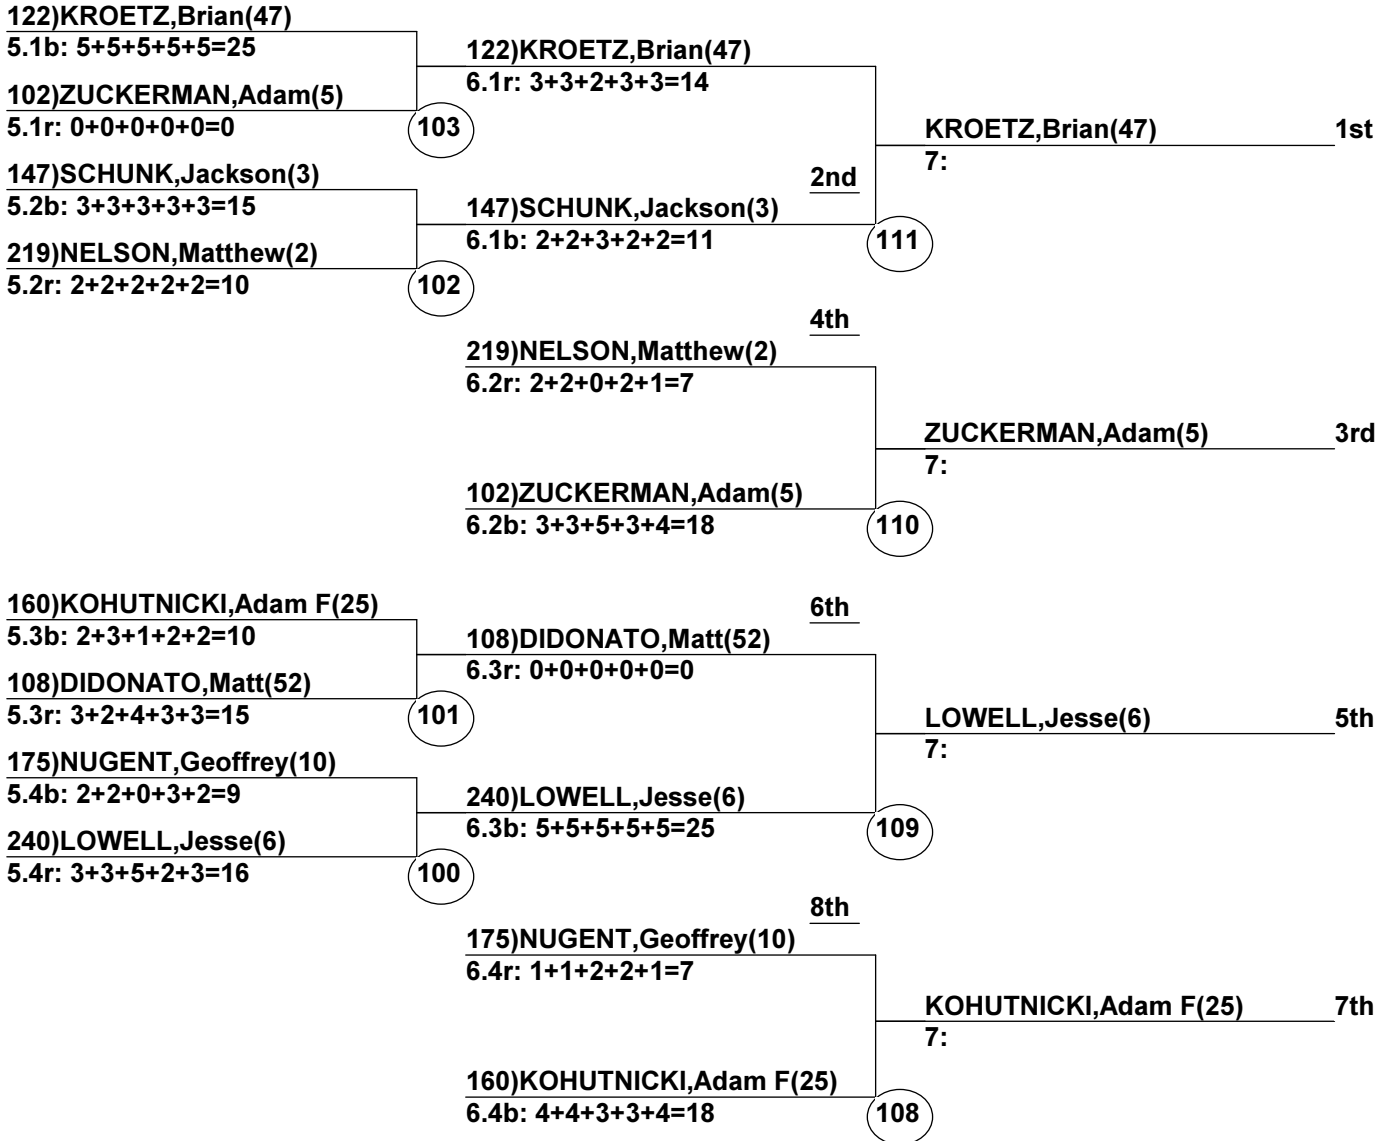 122)KROETZ,Brian(47)
5.1b: 5+5+5+5+5=25
122)KROETZ,Brian(47)
6.1r: 3+3+2+3+3=14
102)ZUCKERMAN,Adam(5)
5.1r: 0+0+0+0+0=0
103
KROETZ,Brian(47) 1st
7:
147)SCHUNK,Jackson(3)
5.2b: 3+3+3+3+3=15
2nd
147)SCHUNK,Jackson(3)
6.1b: 2+2+3+2+2=11
111
219)NELSON,Matthew(2)
5.2r: 2+2+2+2+2=10
102
4th
219)NELSON,Matthew(2)
6.2r: 2+2+0+2+1=7
ZUCKERMAN,Adam(5) 3rd
7:
102)ZUCKERMAN,Adam(5)
6.2b: 3+3+5+3+4=18
110
160)KOHUTNICKI,Adam F(25)
5.3b: 2+3+1+2+2=10
6th
108)DIDONATO,Matt(52)
6.3r: 0+0+0+0+0=0
108)DIDONATO,Matt(52)
5.3r: 3+2+4+3+3=15
101
LOWELL,Jesse(6) 5th
7:
175)NUGENT,Geoffrey(10)
5.4b: 2+2+0+3+2=9
240)LOWELL,Jesse(6)
6.3b: 5+5+5+5+5=25
109
240)LOWELL,Jesse(6)
5.4r: 3+3+5+2+3=16
100
8th
175)NUGENT,Geoffrey(10)
6.4r: 1+1+2+2+1=7
KOHUTNICKI,Adam F(25) 7th
7:
160)KOHUTNICKI,Adam F(25)
6.4b: 4+4+3+3+4=18
108